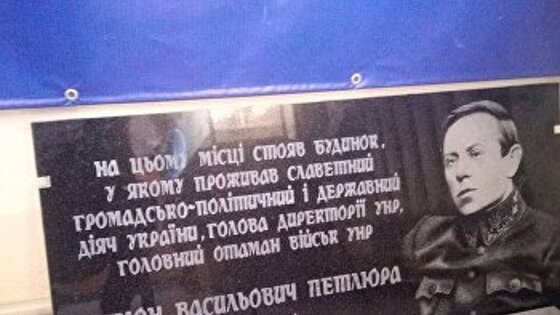 НА ЦЬОМУ МІСЦІ СТОЯВ БУДИНОК,
У ЯКОМУ ПРОЖИВАВ СЛАВЕТНИЙ
ГРОМАДСЬКО-ПОЛІТИЧНИЙ І ДЕРЖАВНИЙ
ДІЯЧ УКРАЇНИ, ГОЛОВА ДИРЕКТОРІЇ УНР,
ГОЛОВНИЙ ОТАМАН ВІЙСЬК УНР
ВАСИЛЬОВИЧ ПЕТЛЮРА